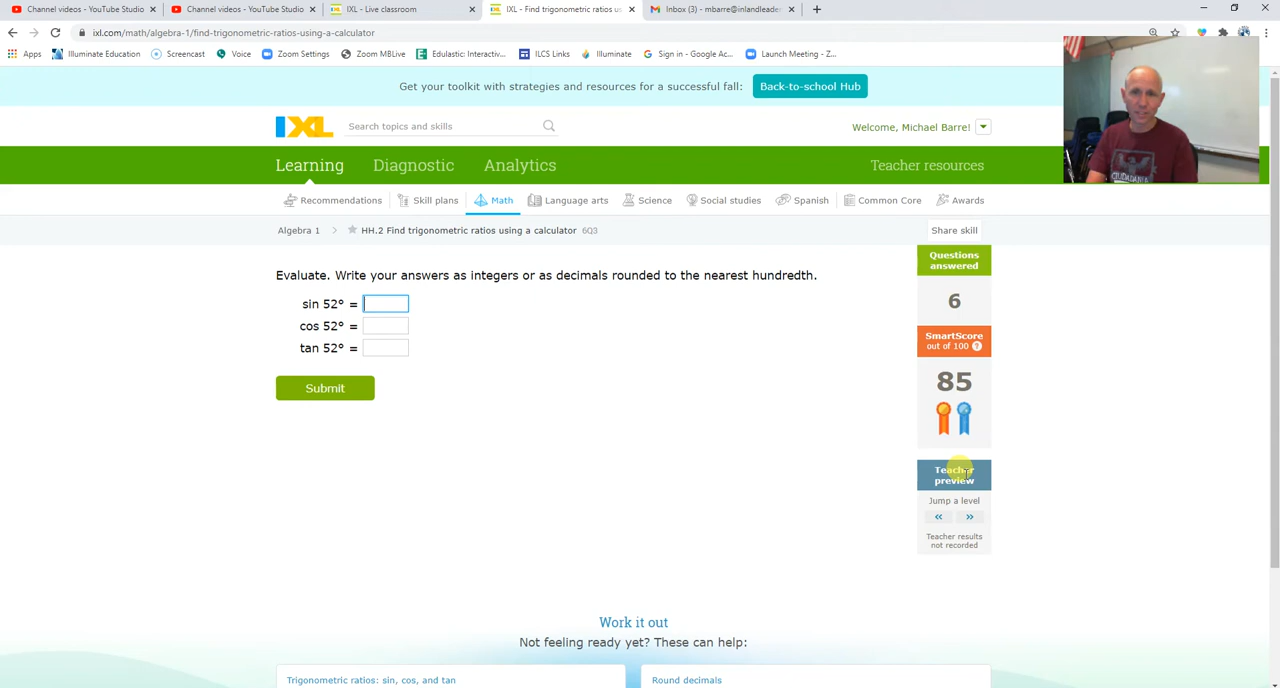 Channel videos - YouTube Studio
Channel videos - YouTube Studio
IXL - Live classroom
IXL - Find trigonometric ratios us
Inbox (3) - mbarre@inlandleade
ixl.com/math/algebra-1/find-trigonometric-ratios-using-a-calculator
Apps Illuminate Education Screencast Voice Zoom Settings Zoom MBLive Edulastic: Interactiv... ILCS Links Illuminate Sign in - Google Ac... Launch Meeting - Z...
Get your toolkit with strategies and resources for a successful fall: Back-to-school Hub
IXL Search topics and skills Welcome, Michael Barre!
Learning Diagnostic Analytics Teacher resources
Recommendations Skill plans Math Language arts Science Social studies Spanish Common Core Awards
Algebra 1 > HH.2 Find trigonometric ratios using a calculator 6Q3 Share skill
Evaluate. Write your answers as integers or as decimals rounded to the nearest hundredth.
sin 52° =
cos 52° =
tan 52° =
Submit
Questions
answered
6
SmartScore
out of 100 ?
85
Teacher
preview
Jump a level
« »
Teacher results
not recorded
Work it out
Not feeling ready yet? These can help:
Trigonometric ratios: sin, cos, and tan Round decimals